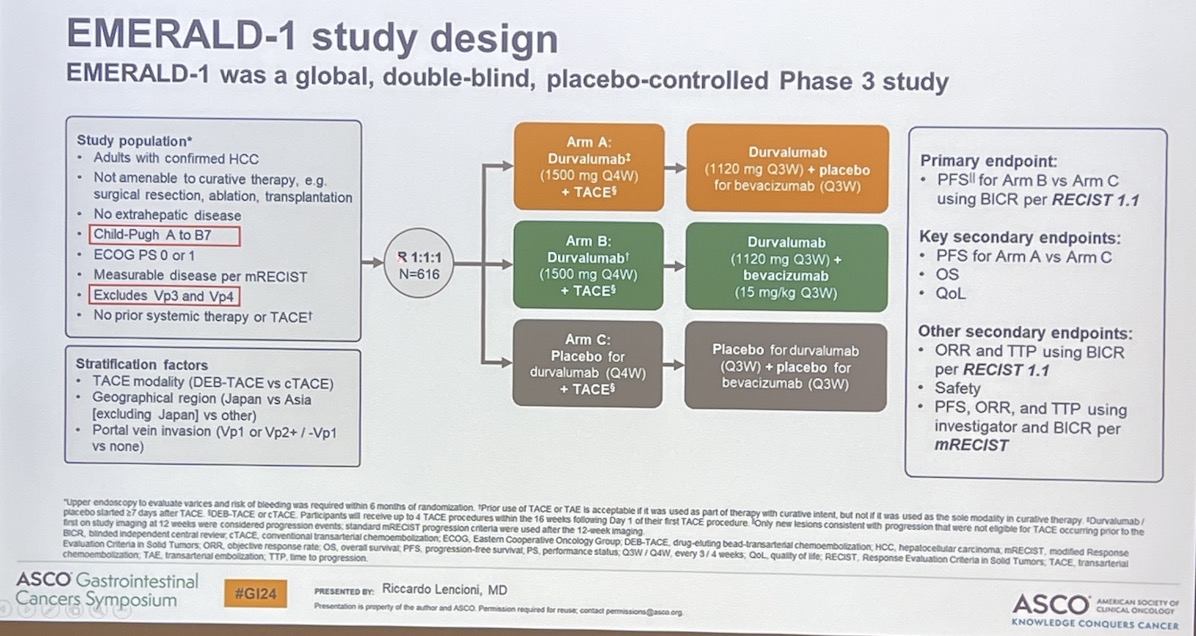 EMERALD-1 study design
EMERALD-1 was a global, double-blind, placebo-controlled Phase 3 study
Study population*
• Adults with confirmed HCC
• Not amenable to curative therapy, e.g.
surgical resection, ablation, transplantation
• No extrahepatic disease
• Child-Pugh A to B7
• ECOG PS 0 or 1
• Measurable disease per mRECIST
• Excludes Vp3 and Vp4
• No prior systemic therapy or TACE†
Stratification factors
• TACE modality (DEB-TACE vs cTACE)
• Geographical region (Japan vs Asia
[excluding Japan] vs other)
• Portal vein invasion (Vp1 or Vp2+ / -Vp1
vs none)
R 1:1:1
N=616
Arm A:
Durvalumab‡
(1500 mg Q4W)
+ TACE§
Durvalumab
(1120 mg Q3W) + placebo
for bevacizumab (Q3W)
Arm B:
Durvalumab†
(1500 mg Q4W)
+ TACE§
Durvalumab
(1120 mg Q3W) +
bevacizumab
(15 mg/kg Q3W)
Arm C:
Placebo for
durvalumab (Q4W)
+ TACE§
Placebo for durvalumab
(Q3W) + placebo for
bevacizumab (Q3W)
Primary endpoint:
• PFS‖ for Arm B vs Arm C
using BICR per RECIST 1.1
Key secondary endpoints:
• PFS for Arm A vs Arm C
• OS
• QoL
Other secondary endpoints:
• ORR and TTP using BICR
per RECIST 1.1
• Safety
• PFS, ORR, and TTP using
investigator and BICR per
mRECIST
*Upper endoscopy to evaluate varices and risk of bleeding was required within 6 months of randomization. †Prior use of TACE or TAE is acceptable if it was used as part of therapy with curative intent, but not if it was used as the sole modality in curative therapy. ‡Durvalumab /
placebo started ≥7 days after TACE. §DEB-TACE or cTACE. Participants will receive up to 4 TACE procedures within the 16 weeks following Day 1 of their first TACE procedure. ‖Only new lesions consistent with progression that were not eligible for TACE occurring prior to the
first on study imaging at 12 weeks were considered progression events; standard mRECIST progression criteria were used after the 12-week imaging.
BICR, blinded independent central review; cTACE, conventional transarterial chemoembolization; ECOG, Eastern Cooperative Oncology Group; DEB-TACE, drug-eluting bead-transarterial chemoembolization; HCC, hepatocellular carcinoma; mRECIST, modified Response
Evaluation Criteria in Solid Tumors; ORR, objective response rate; OS, overall survival; PFS, progression-free survival; PS, performance status; Q3W / Q4W, every 3 / 4 weeks; QoL, quality of life; RECIST, Response Evaluation Criteria in Solid Tumors; TACE, transarterial
chemoembolization; TAE, transarterial embolization; TTP, time to progression.
ASCO Gastrointestinal
Cancers Symposium
#GI24
PRESENTED BY: Riccardo Lencioni, MD
Presentation is property of the author and ASCO. Permission required for reuse; contact permissions@asco.org.
ASCO AMERICAN SOCIETY OF
CLINICAL ONCOLOGY
KNOWLEDGE CONQUERS CANCER